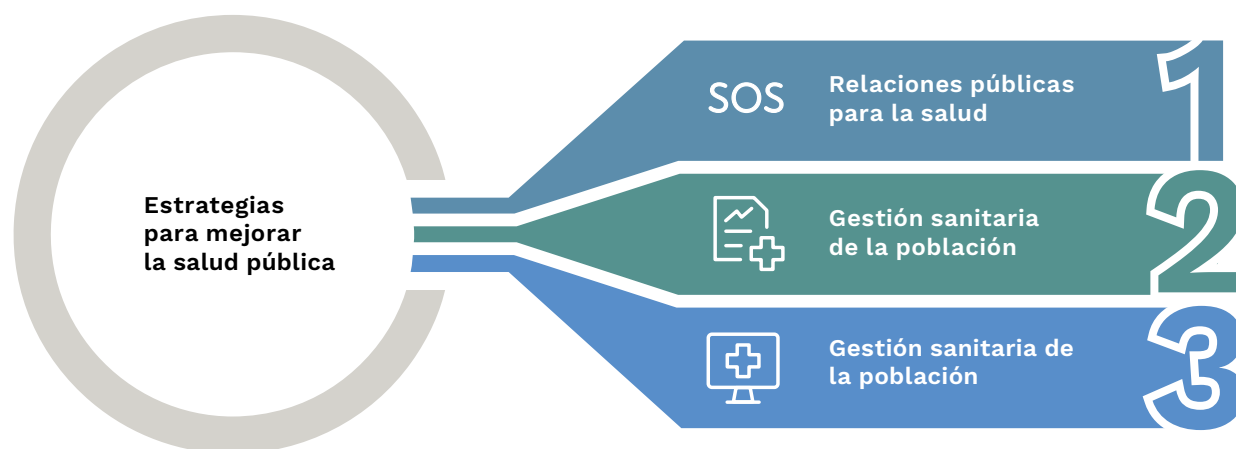 Estrategias
para mejorar
la salud pública
SOS
Relaciones públicas
para la salud
1
Gestión sanitaria
de la población
2
Gestión sanitaria de
la población
3